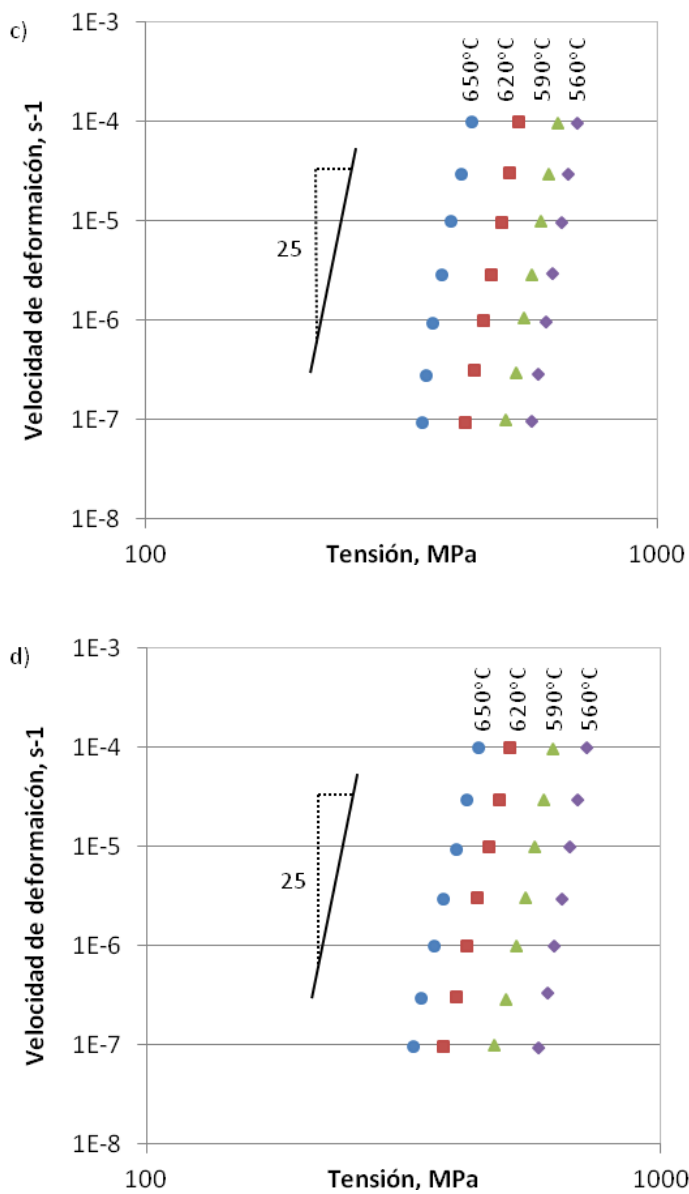 c)
1E-3
650°C 620°C 590°C 560°C
1E-4
1E-5
25
1E-6
1E-7
1E-8
Velocidad de deformaicón, s-1
100 Tensión, MPa 1000
d)
1E-3
650°C 620°C 590°C 560°C
1E-4
1E-5
25
1E-6
1E-7
1E-8
Velocidad de deformaicón, s-1
100 Tensión, MPa 1000